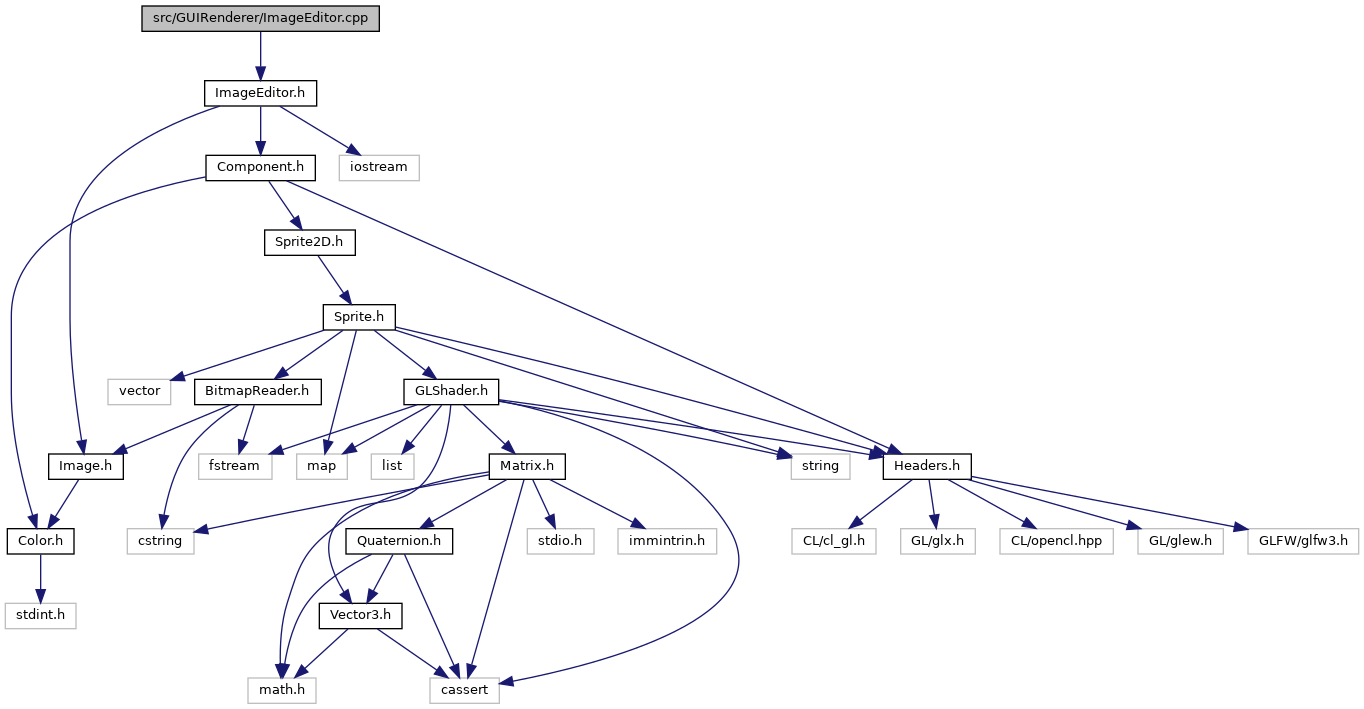 src/GUIRenderer/ImageEditor.cpp
ImageEditor.h
Component.h
iostream
Sprite2D.h
Sprite.h
vector
BitmapReader.h
GLShader.h
Image.h
fstream
map
list
Matrix.h
string
Headers.h
Color.h
cstring
Quaternion.h
stdio.h
immintrin.h
CL/cl_gl.h
GL/glx.h
CL/opencl.hpp
GL/glew.h
GLFW/glfw3.h
stdint.h
Vector3.h
math.h
cassert